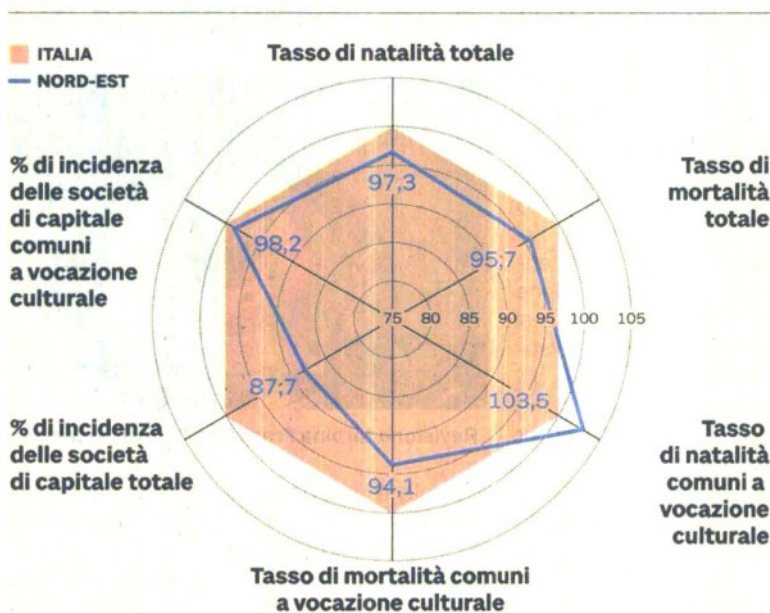 ITALIA
NORD-EST
Tasso di natalità totale
% di incidenza
delle società
di capitale
comuni
a vocazione
culturale
Tasso di
mortalità
totale
97,3
98,2
95,7
75 80 85 90 95 100 105
87,7
103,5
94,1
% di incidenza
delle società
di capitale totale
Tasso
di natalità
comuni a
vocazione
culturale
Tasso di mortalità comuni
a vocazione culturale